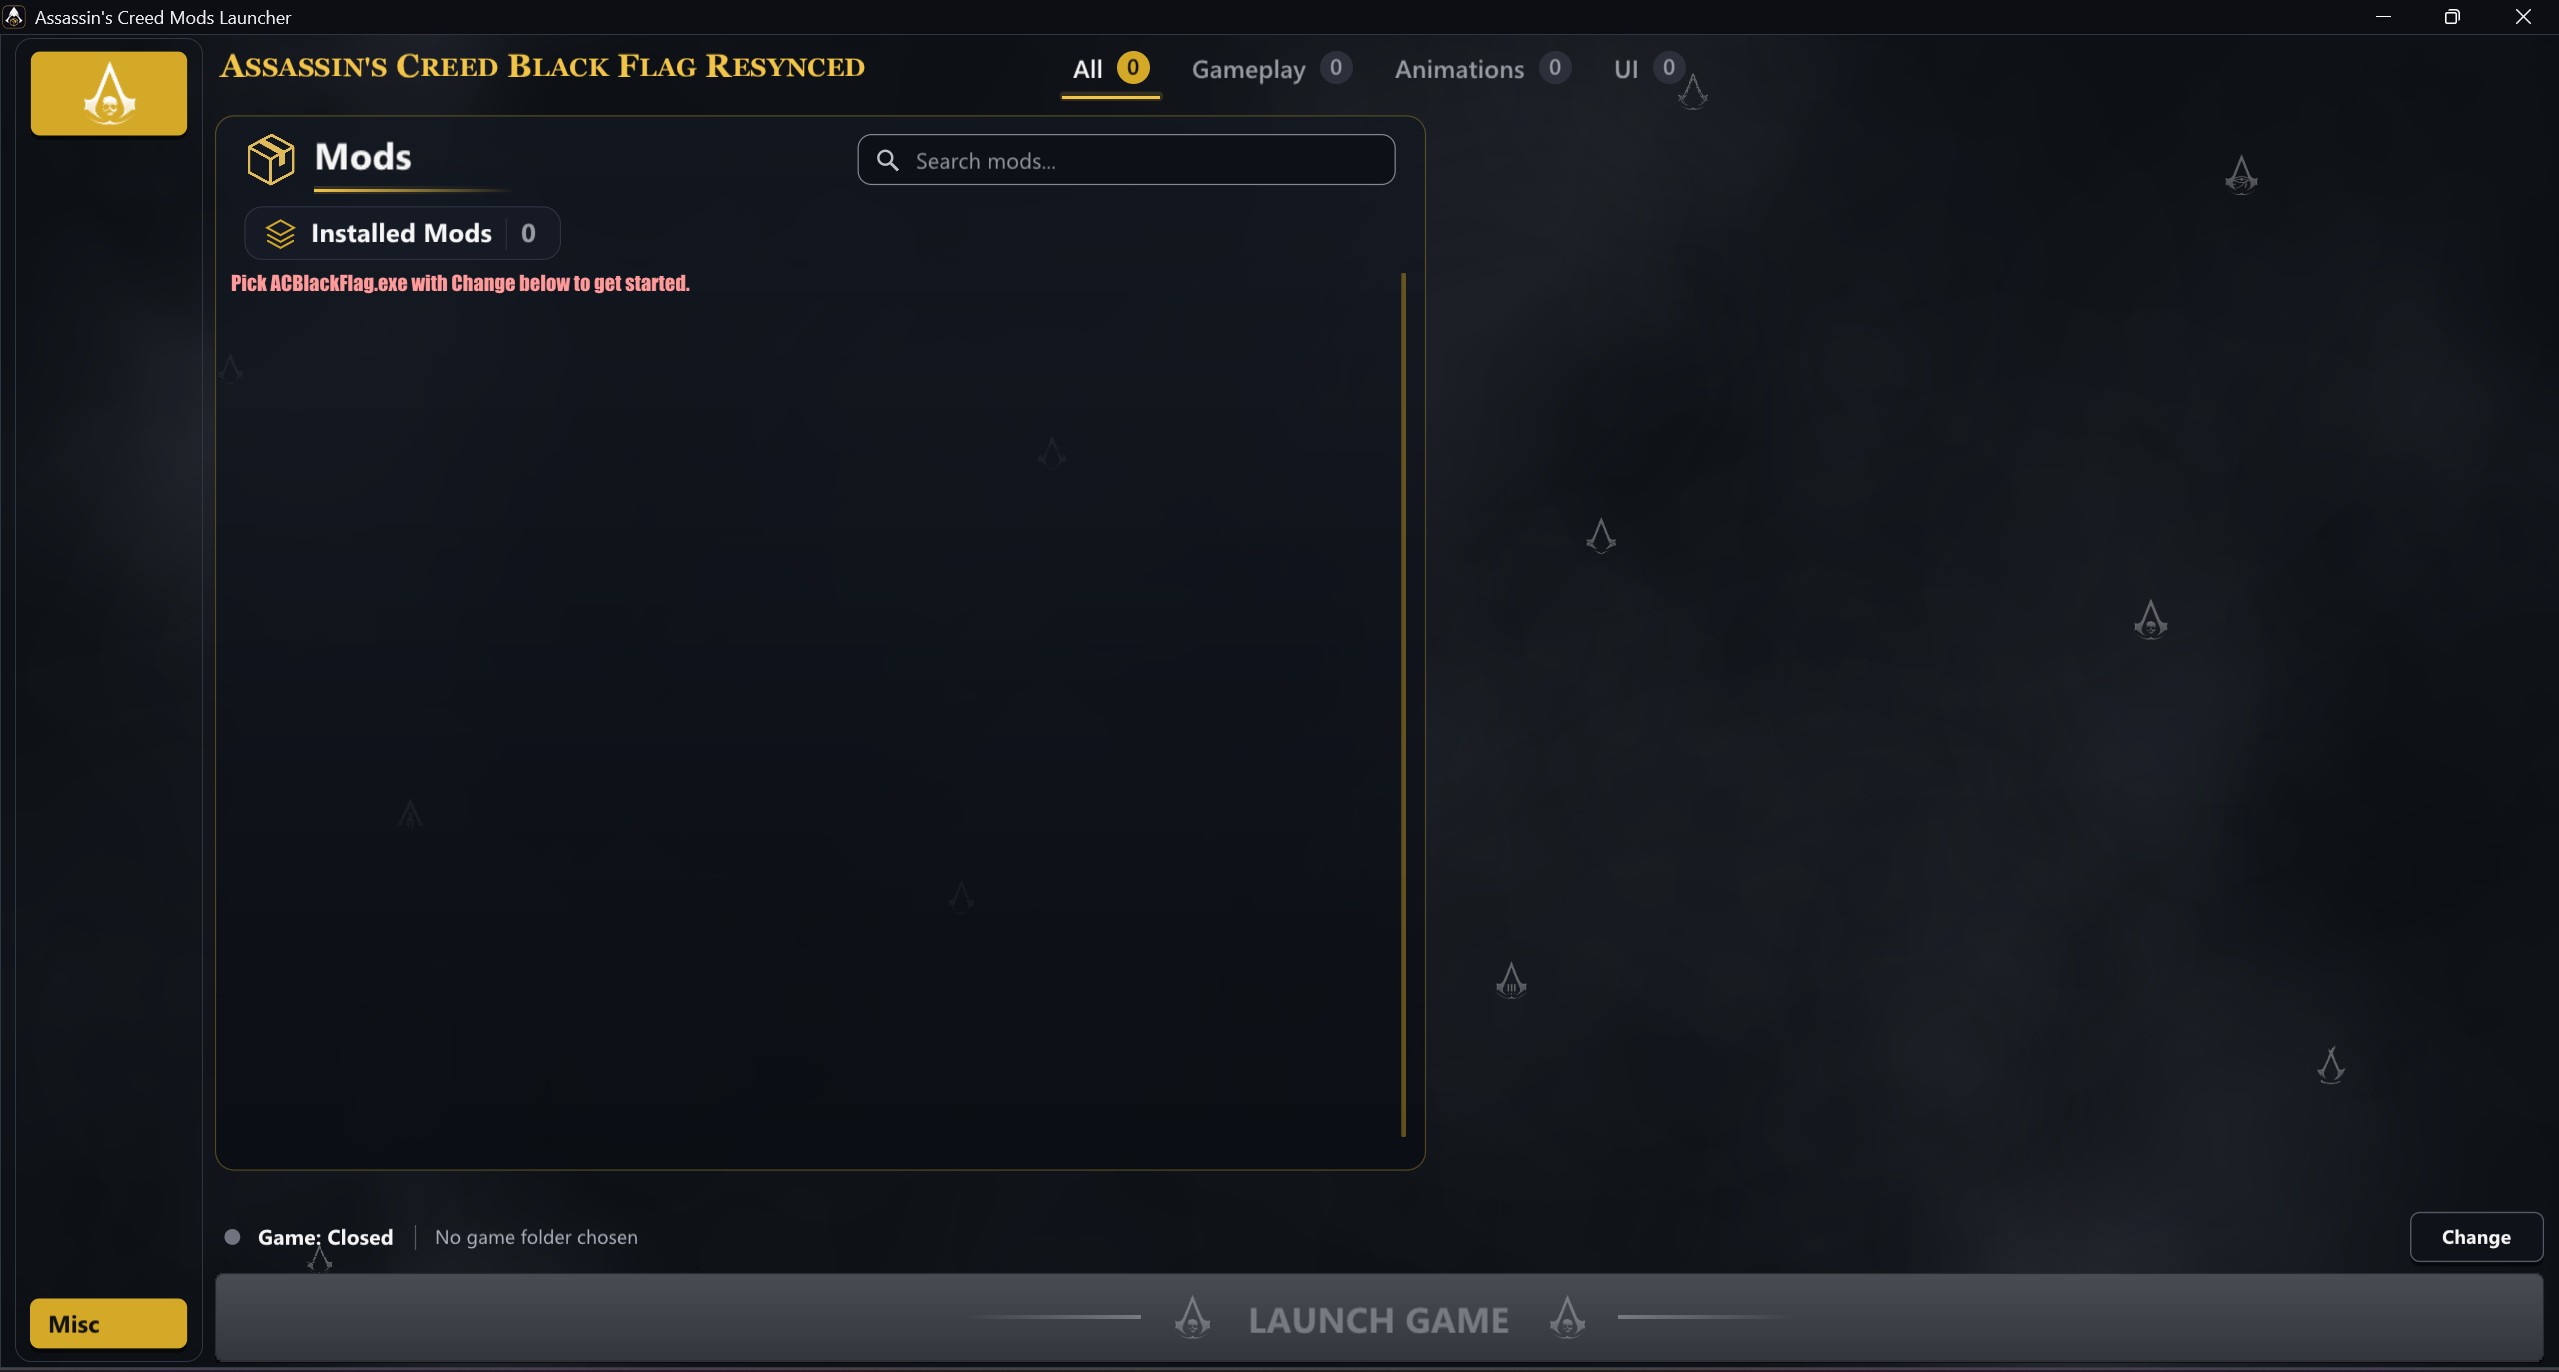 Assassin's Creed Mods Launcher
ASSASSIN'S CREED BLACK FLAG RESYNCED
All 0 Gameplay 0 Animations 0 UI 0
Mods
Search mods...
Installed Mods 0
Pick ACBlackFlag.exe with Change below to get started.
Game: Closed No game folder chosen
Change
Misc
LAUNCH GAME